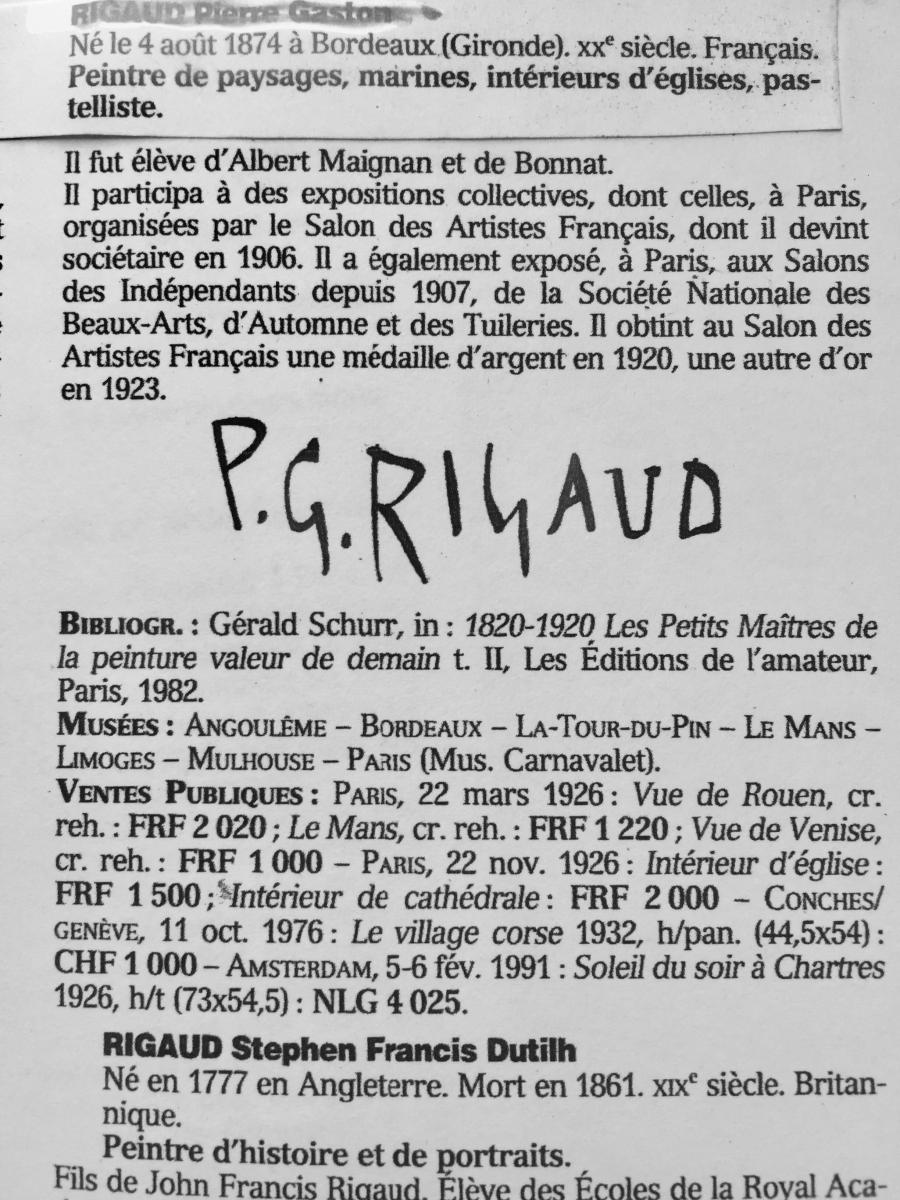 RIGAUD Pierre Gaston
Né le 4 août 1874 à Bordeaux (Gironde). XXe siècle. Français.
Peintre de paysages, marines, intérieurs d'églises, pas-
telliste.
Il fut élève d'Albert Maignan et de Bonnat.
Il participa à des expositions collectives, dont celles, à Paris,
organisées par le Salon des Artistes Français, dont il devint
sociétaire en 1906. Il a également exposé, à Paris, aux Salons
des Indépendants depuis 1907, de la Société Nationale des
Beaux-Arts, d'Automne et des Tuileries. Il obtint au Salon des
Artistes Français une médaille d'argent en 1920, une autre d'or
en 1923.
P.G.RIGAUD
BIBLIOGR. : Gérald Schurr, in : 1820-1920 Les Petits Maîtres de
la peinture valeur de demain t. II, Les Éditions de l'amateur,
Paris, 1982.
MUSÉES : ANGOULÊME – BORDEAUX – LA-TOUR-DU-PIN – LE MANS –
LIMOGES – MULHOUSE – PARIS (Mus. Carnavalet).
VENTES PUBLIQUES : PARIS, 22 mars 1926 : Vue de Rouen, cr.
reh. : FRF 2 020 ; Le Mans, cr. reh. : FRF 1 220 ; Vue de Venise,
cr. reh. : FRF 1 000 – PARIS, 22 nov. 1926 : Intérieur d'église :
FRF 1 500 ; Intérieur de cathédrale : FRF 2 000 – CONCHES/
GENÈVE, 11 oct. 1976 : Le village corse 1932, h/pan. (44,5x54) :
CHF 1 000 – AMSTERDAM, 5-6 fév. 1991 : Soleil du soir à Chartres
1926, h/t (73x54,5) : NLG 4 025.
RIGAUD Stephen Francis Dutilh
Né en 1777 en Angleterre. Mort en 1861. XIXe siècle. Britan-
nique.
Peintre d'histoire et de portraits.
Fils de John Francis Rigaud. Élève des Écoles de la Royal Aca-